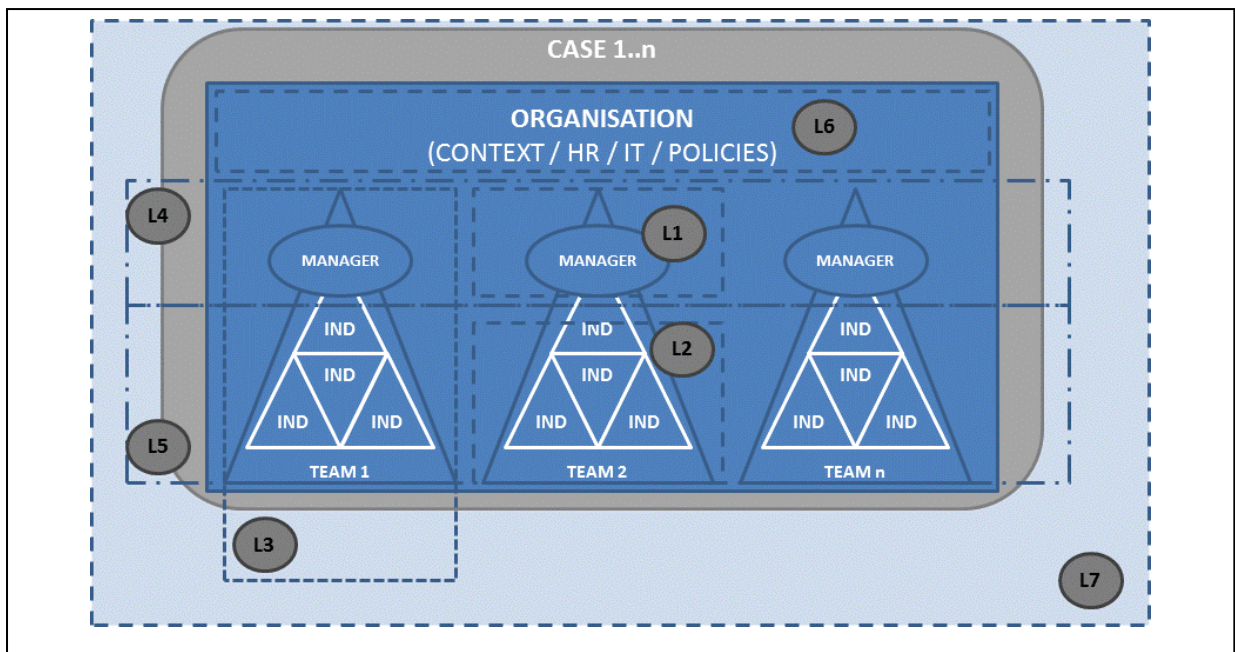 CASE 1..n
ORGANISATION
(CONTEXT / HR / IT / POLICIES)
L6
L4
L1
MANAGER
MANAGER
MANAGER
IND
IND
IND
L2
IND
IND
IND
IND
IND
IND
IND
IND
IND
L5
TEAM 1
TEAM 2
TEAM n
L3
L7